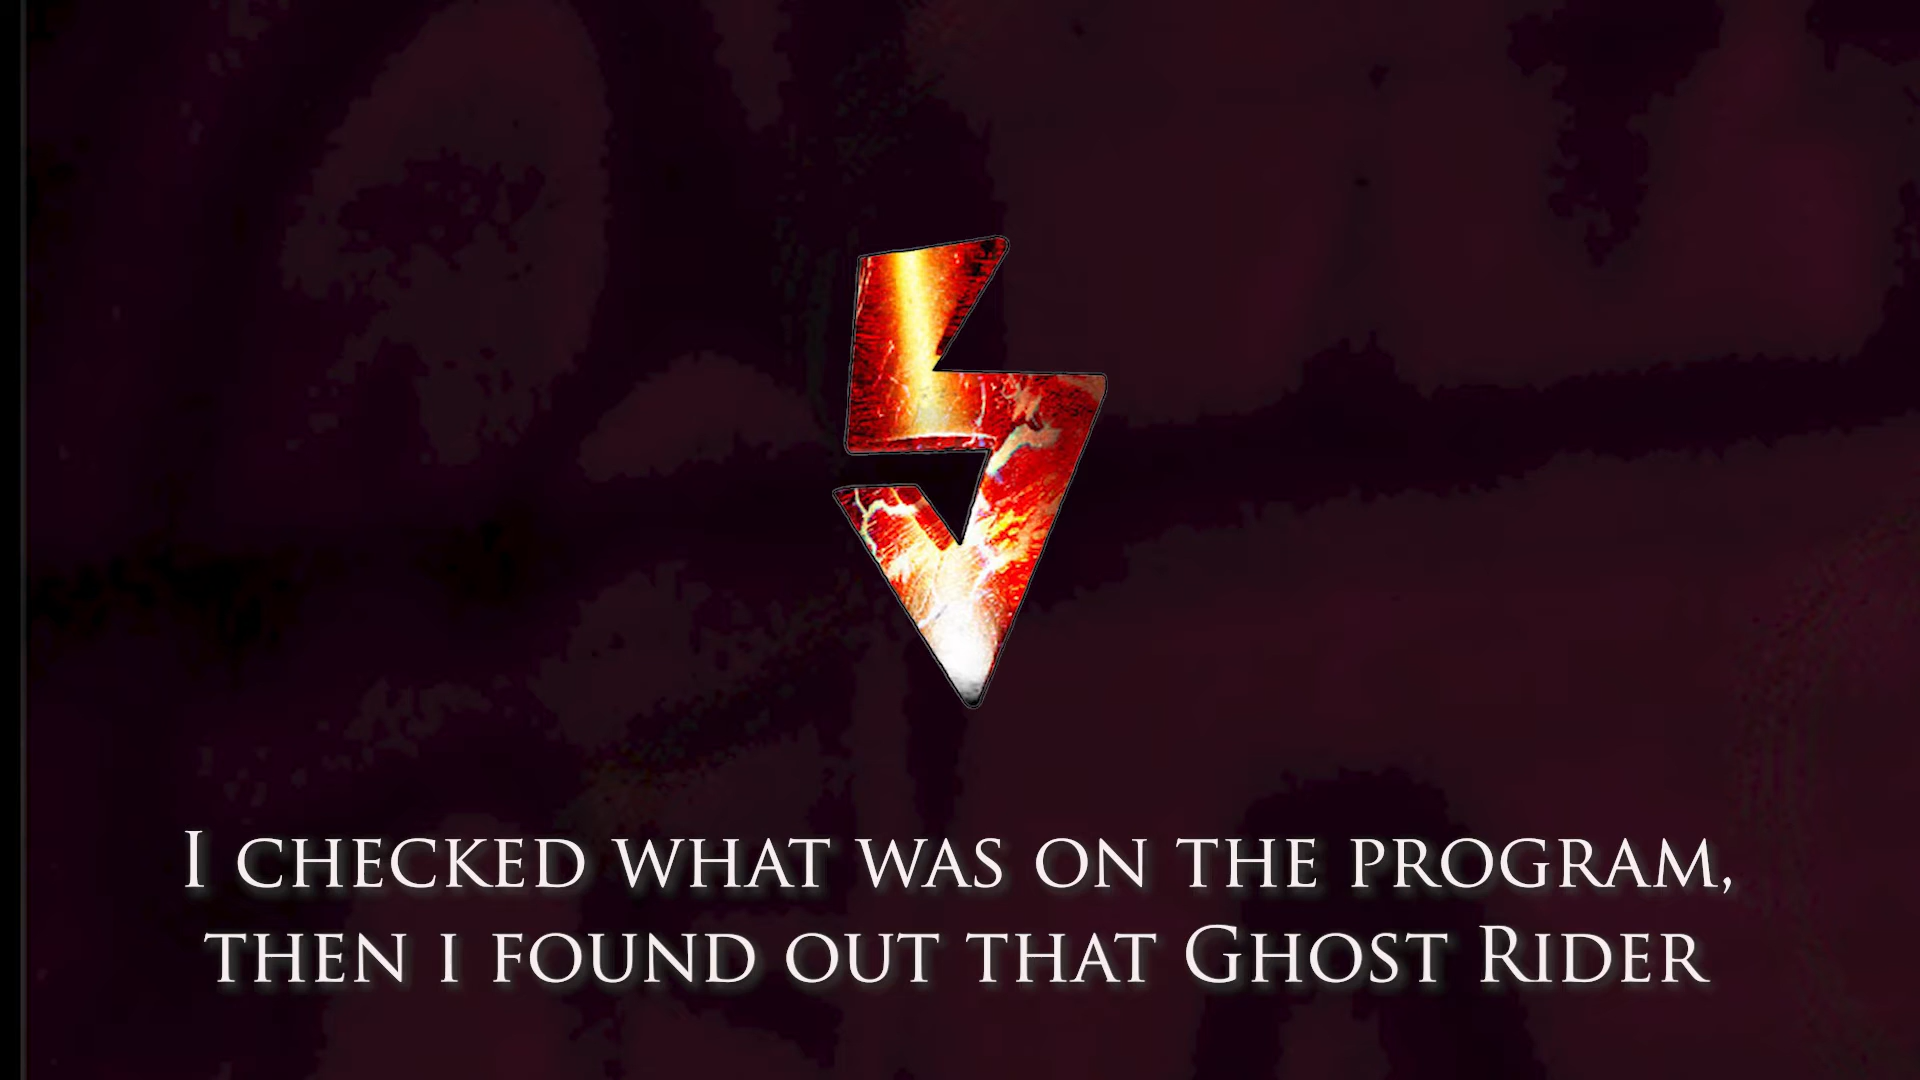 I checked what was on the program,
then i found out that Ghost Rider